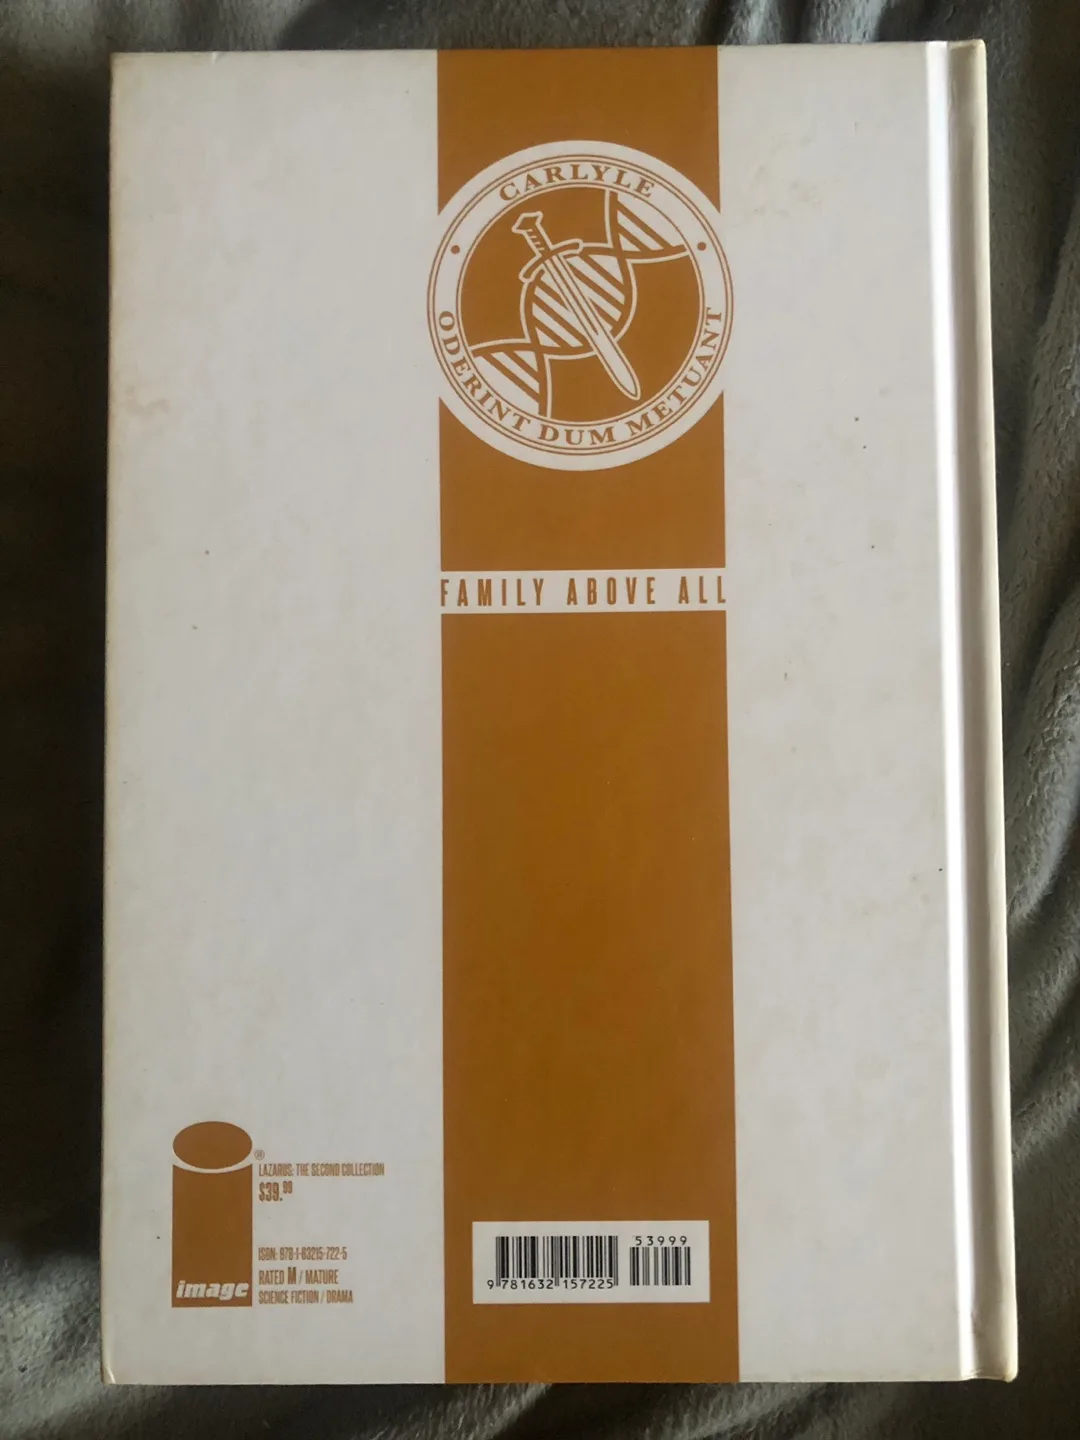 CARLYLE
ODERINT DUM METUANT
FAMILY ABOVE ALL
®
LAZARUS: THE SECOND COLLECTION
$39.99
ISBN: 978-1-63215-722-5
RATED M / MATURE
SCIENCE FICTION / DRAMA
image
53999
9 781632 157225